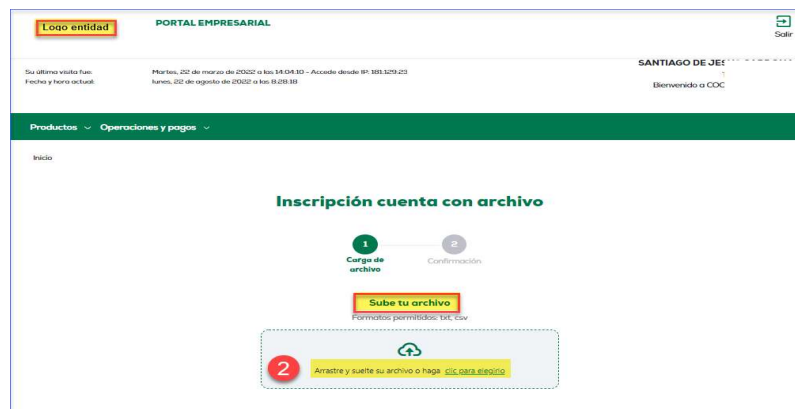 Logo entidad
PORTAL EMPRESARIAL
Salir
SANTIAGO DE
Su última visita fue: Martes, 22 de marzo de 2022 a las 14:04:10 - Accede desde IP: 181.129.23
Fecha y hora actual: lunes, 22 de agosto de 2022 a las 8:28:18
Bienvenido a COC
Productos Operaciones y pagos
Inicio
Inscripción cuenta con archivo
1 2
Carga de archivo
Confirmación
Sube tu archivo
Formatos permitidos: txt, csv
2
Arrastre y suelte su archivo o haga clic para elegirlo